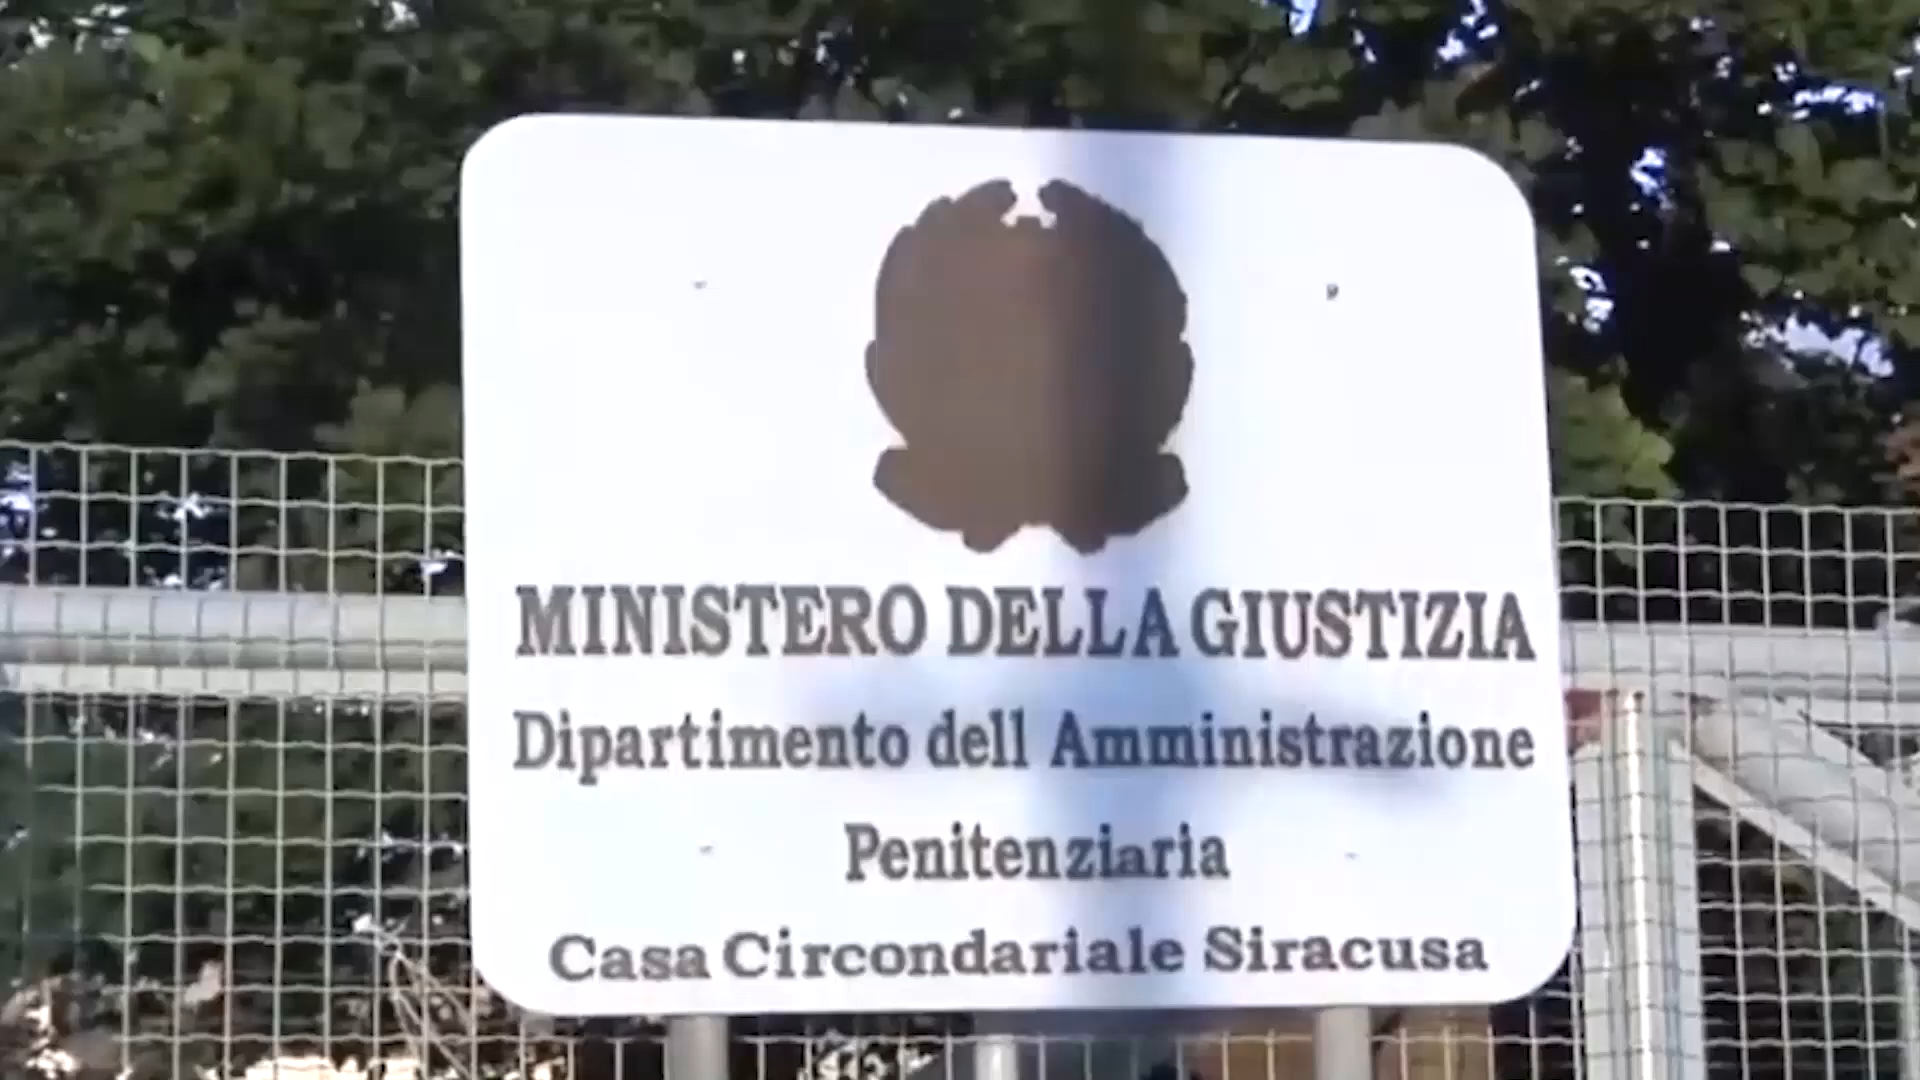 MINISTERO DELLA GIUSTIZIA
Dipartimento dell Amministrazione
Penitenziaria
Casa Circondariale Siracusa